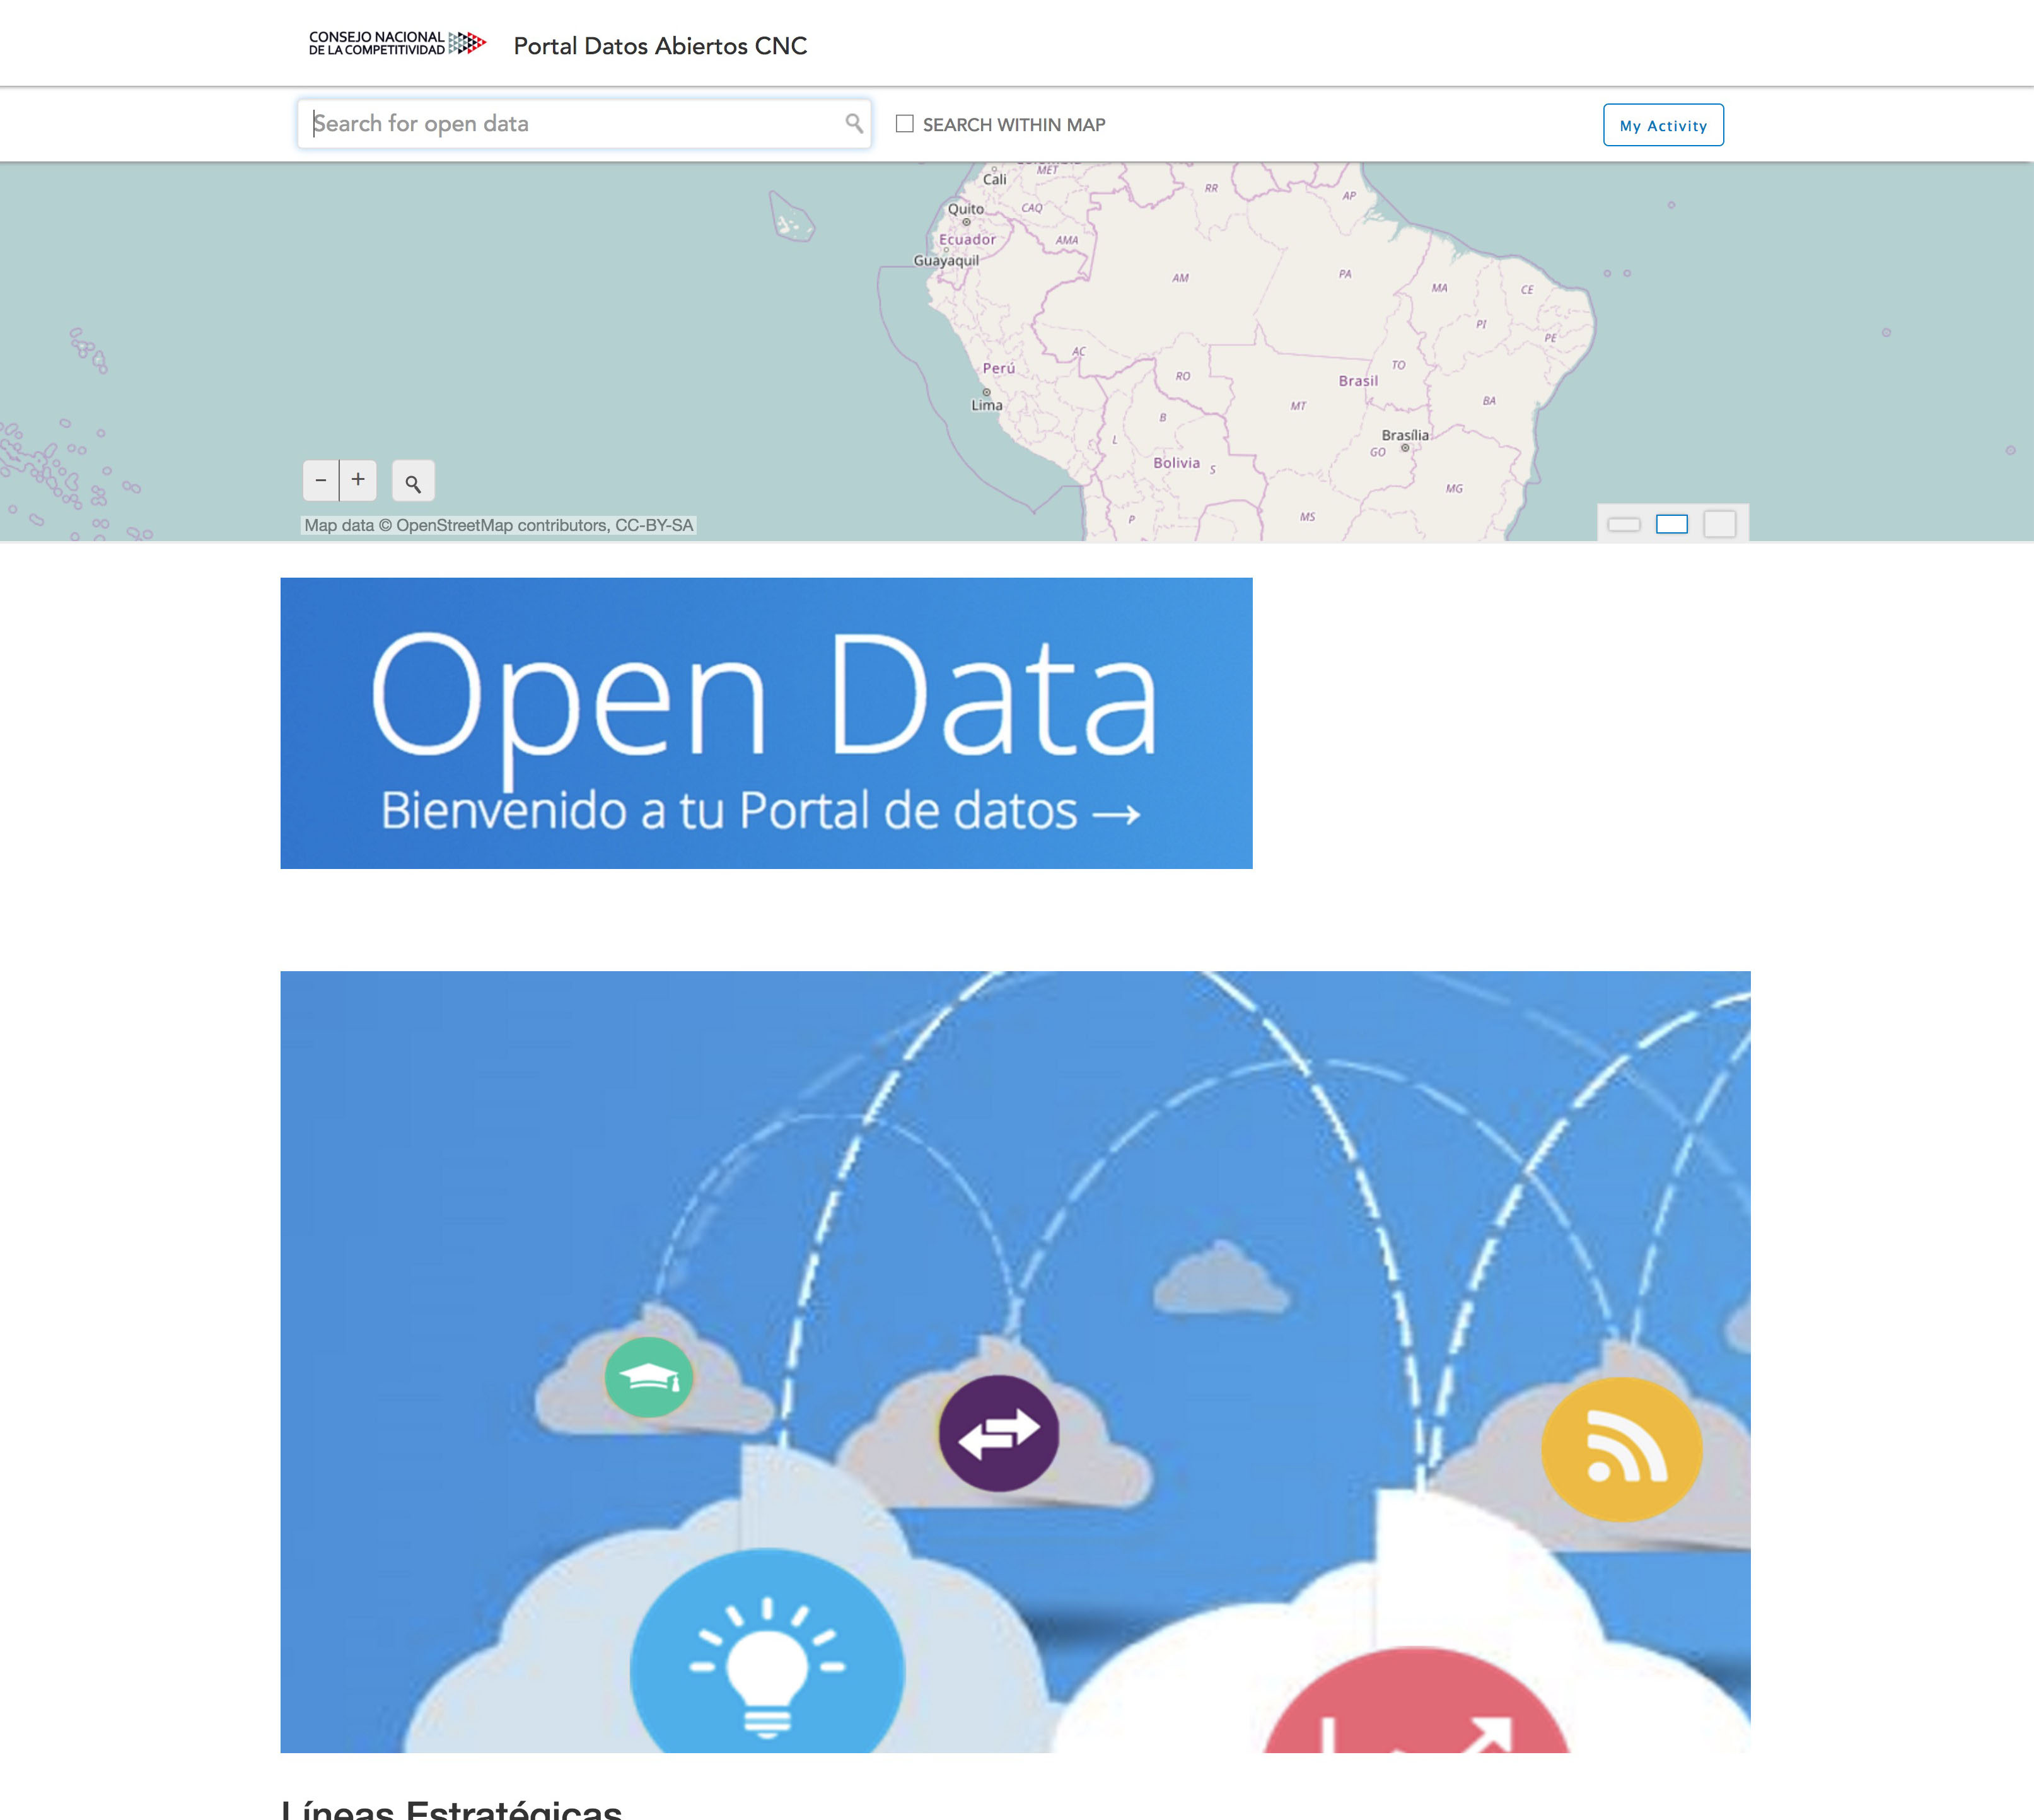 CONSEJO NACIONAL
DE LA COMPETITIVIDAD
Portal Datos Abiertos CNC
Search for open data
SEARCH WITHIN MAP
My Activity
Cali
MET
RR
AP
Quito
CAQ
Ecuador
AMA
Guayaquil
AM
PA
MA
CE
PI
PE
AC
Perú
RO
TO
Brasil
Lima
MT
BA
B
L
Brasília
GO
Bolivia
S
MG
P
MS
− +
Map data © OpenStreetMap contributors, CC-BY-SA
Open Data
Bienvenido a tu Portal de datos →
Líneas Estratégicas